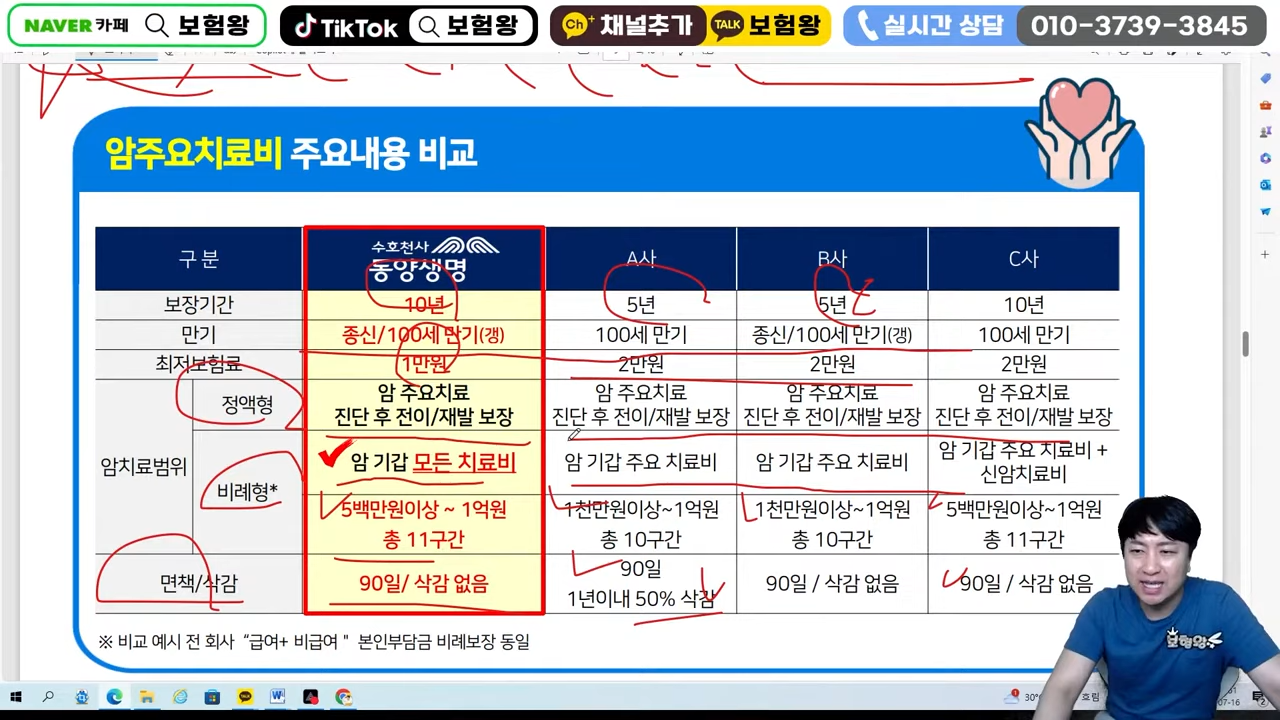 NAVER 카페 보험왕 TikTok 보험왕 Ch+ 채널추가 TALK 보험왕 실시간 상담 010-3739-3845
암주요치료비 주요내용 비교
구 분 수호천사 동양생명 A사 B사 C사
보장기간 10년 5년 5년 10년
만기 종신/100세 만기(갱) 100세 만기 종신/100세 만기(갱) 100세 만기
최저보험료 1만원 2만원 2만원 2만원
암치료범위 정액형 암 주요치료 암 주요치료 암 주요치료 암 주요치료
진단 후 전이/재발 보장 진단 후 전이/재발 보장 진단 후 전이/재발 보장 진단 후 전이/재발 보장
비례형* 암 기갑 모든 치료비 암 기갑 주요 치료비 암 기갑 주요 치료비 암 기갑 주요 치료비 + 신암치료비
5백만원이상 ~ 1억원 1천만원이상~1억원 1천만원이상~1억원 5백만원이상~1억원
총 11구간 총 10구간 총 10구간 총 11구간
면책/삭감 90일/ 삭감 없음 90일 90일 / 삭감 없음 90일 / 삭감 없음
1년이내 50% 삭감
※ 비교 예시 전 회사 “급여+ 비급여 " 본인부담금 비례보장 동일
보험왕
30°
흐림
07-16